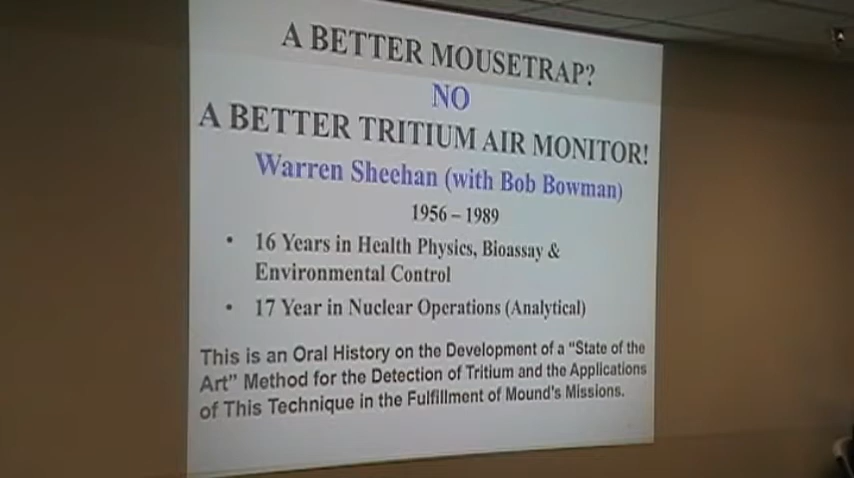 A BETTER MOUSETRAP?
NO
A BETTER TRITIUM AIR MONITOR!
Warren Sheehan (with Bob Bowman)
1956 – 1989
• 16 Years in Health Physics, Bioassay &
Environmental Control
• 17 Year in Nuclear Operations (Analytical)
This is an Oral History on the Development of a “State of the
Art” Method for the Detection of Tritium and the Applications
of This Technique in the Fulfillment of Mound's Missions.